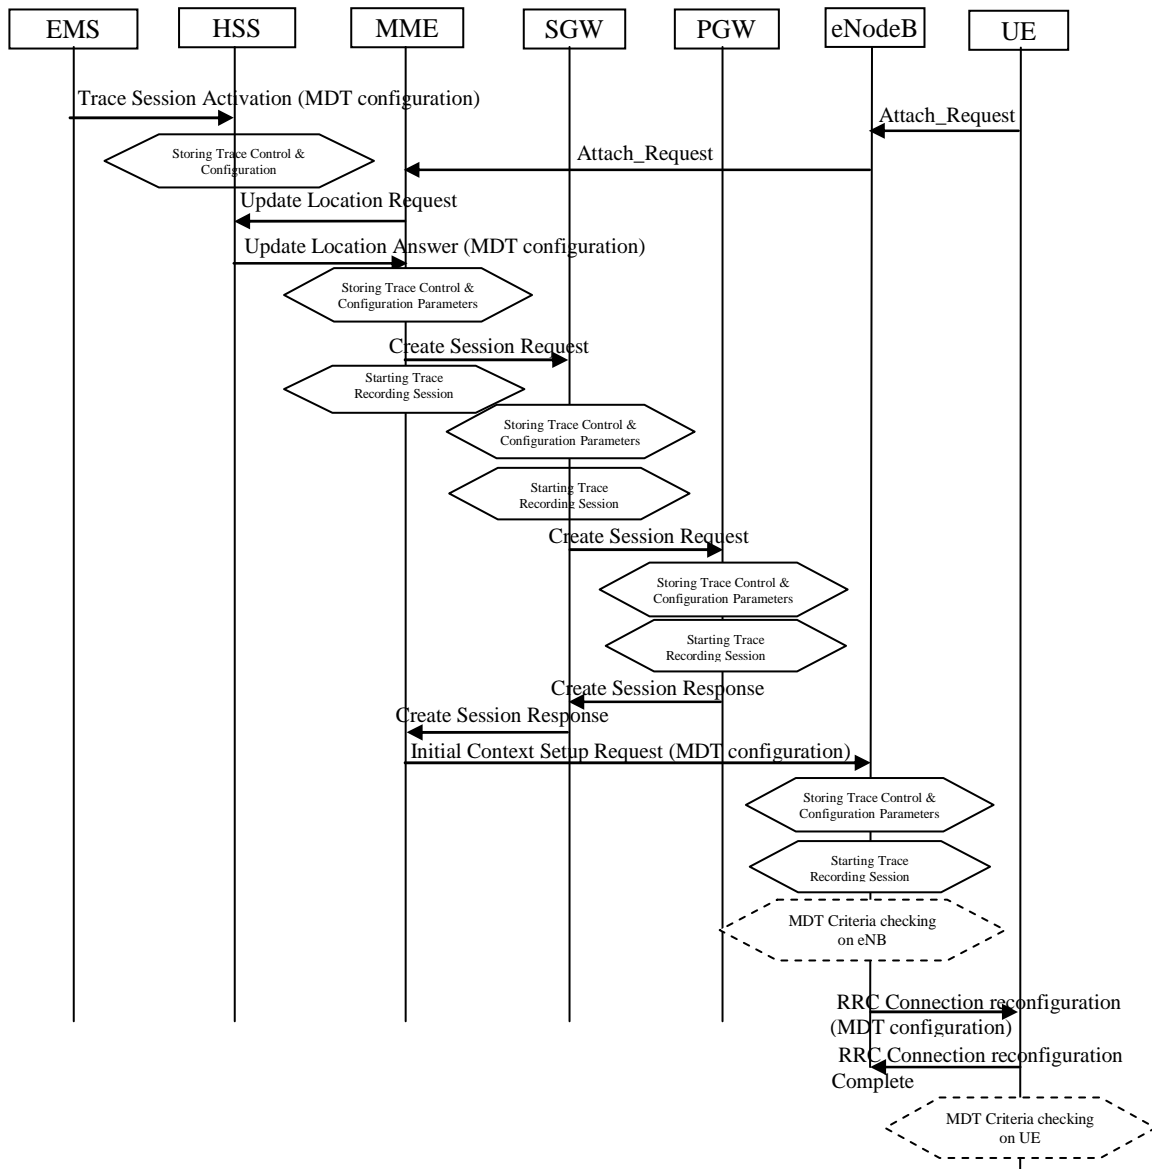 EMS
HSS
MME
SGW
PGW
eNodeB
UE
Trace Session Activation (MDT configuration)
Attach_Request
Storing Trace Control &
Configuration
Attach_Request
Update Location Request
Update Location Answer (MDT configuration)
Storing Trace Control &
Configuration Parameters
Create Session Request
Starting Trace
Recording Session
Storing Trace Control &
Configuration Parameters
Starting Trace
Recording Session
Create Session Request
Storing Trace Control &
Configuration Parameters
Starting Trace
Recording Session
Create Session Response
Create Session Response
Initial Context Setup Request (MDT configuration)
Storing Trace Control &
Configuration Parameters
Starting Trace
Recording Session
MDT Criteria checking
on eNB
RRC Connection reconfiguration
(MDT configuration)
RRC Connection reconfiguration
Complete
MDT Criteria checking
on UE